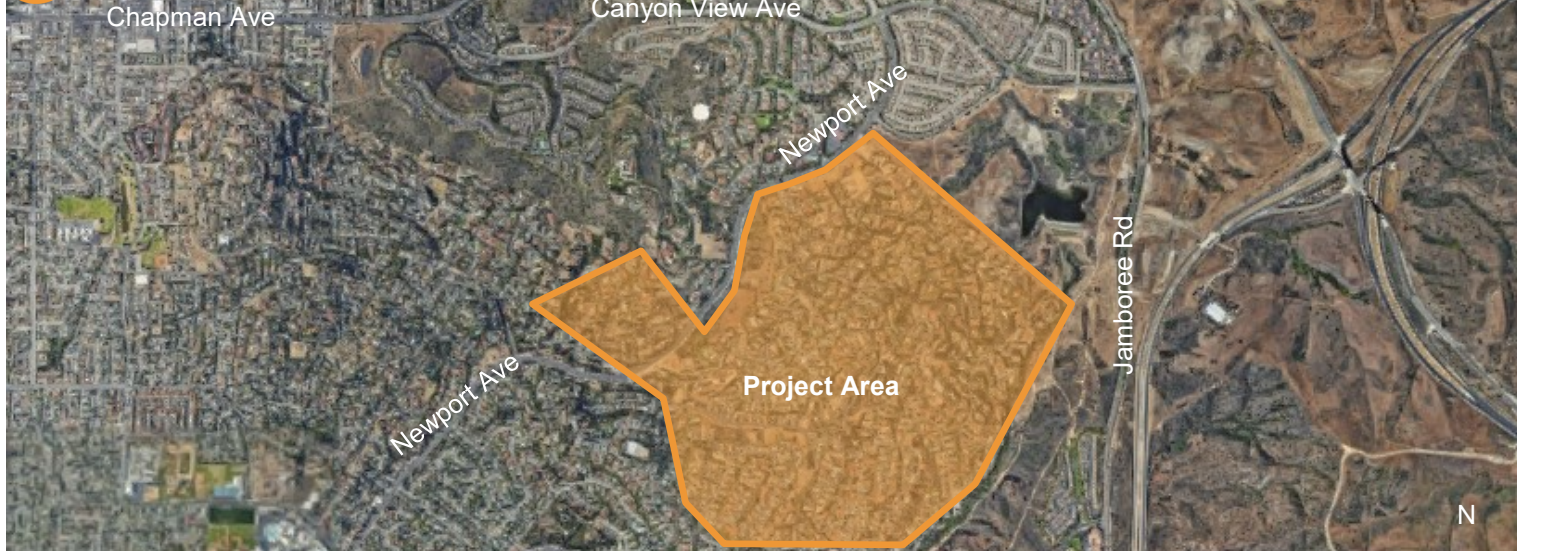 Chapman Ave
Canyon View Ave
Newport Ave
Jamboree Rd
Newport Ave
Project Area
N